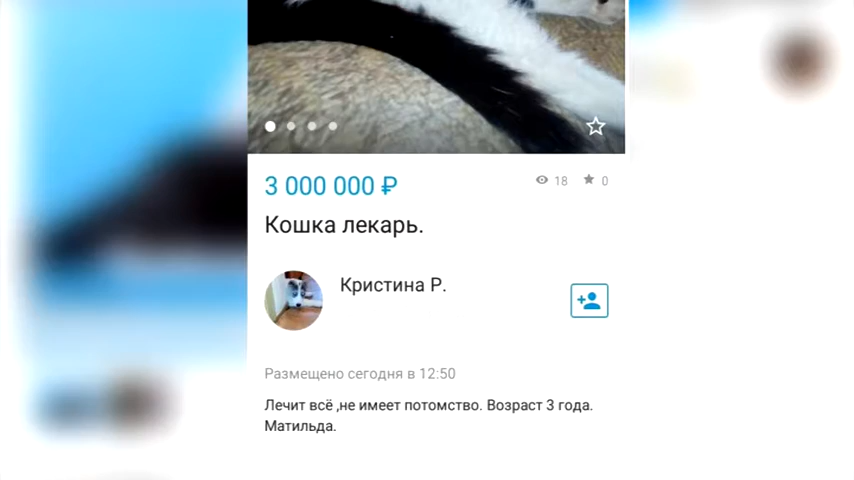 3 000 000 ₽
18
0
Кошка лекарь.
Кристина Р.
Размещено сегодня в 12:50
Лечит всё ,не имеет потомство. Возраст 3 года.
Матильда.